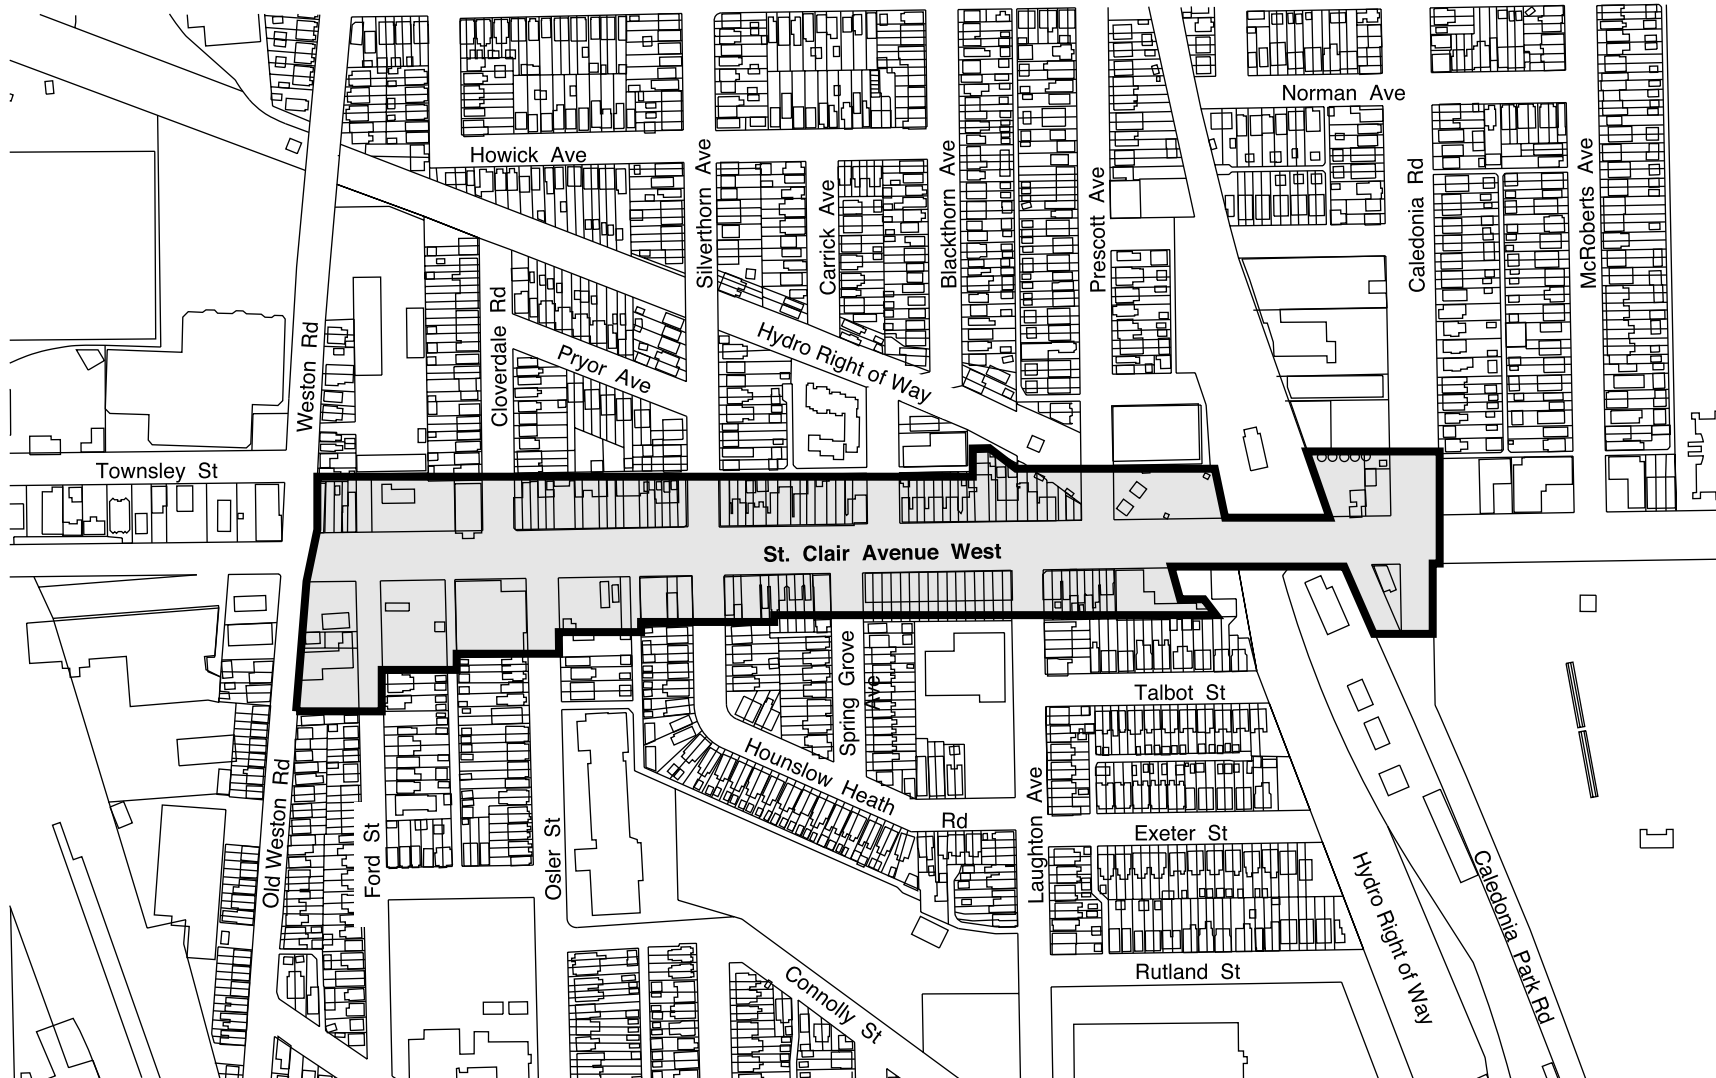 Norman Ave
Howick Ave
Silverthorn Ave
Carrick Ave
Blackthorn Ave
Prescott Ave
Caledonia Rd
McRoberts Ave
Weston Rd
Cloverdale Rd
Pryor Ave
Hydro Right of Way
Townsley St
St. Clair Avenue West
Spring Grove
Ave
Talbot St
Hounslow Heath
Rd
Old Weston Rd
Ford St
Osler St
Laughton Ave
Exeter St
Hydro Right of Way
Caledonia Park Rd
Rutland St
Connolly St